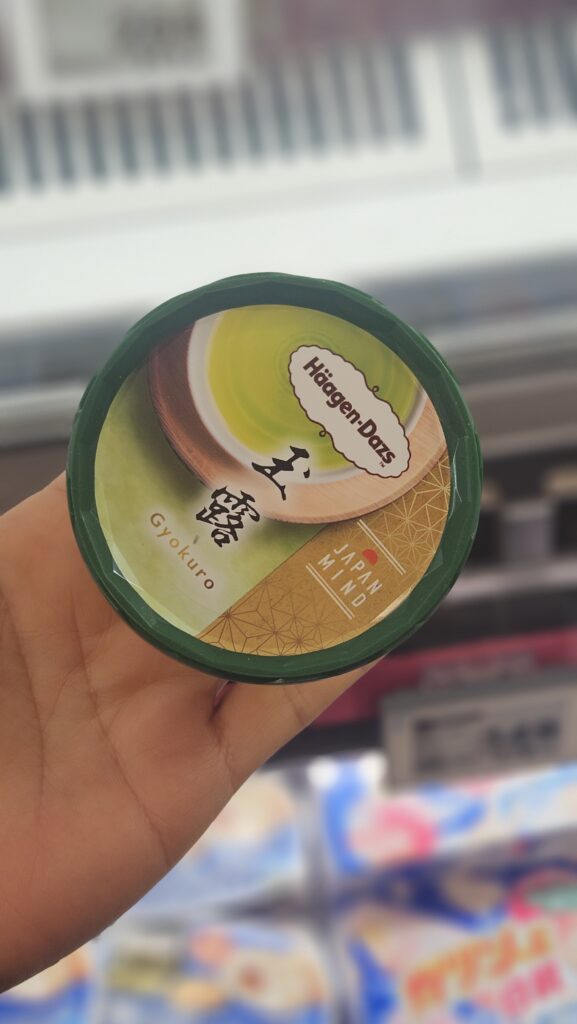 Häagen-Dazs
玉露
Gyokuro
JAPAN
MIND